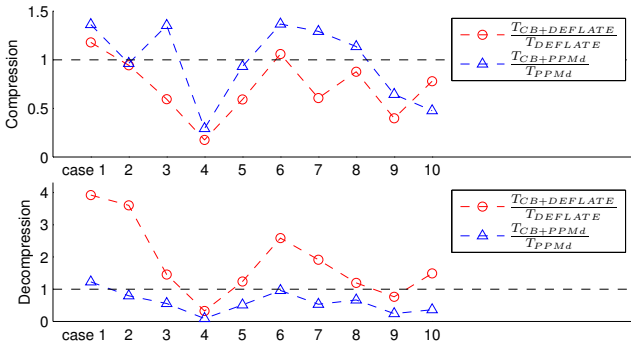 1.5
1
0.5
0
Compression
case 1 2 3 4 5 6 7 8 9 10
T_{CB+DEFLATE}
T_{DEFLATE}
T_{CB+PPMd}
T_{PPMd}
4
3
2
1
0
Decompression
case 1 2 3 4 5 6 7 8 9 10
T_{CB+DEFLATE}
T_{DEFLATE}
T_{CB+PPMd}
T_{PPMd}